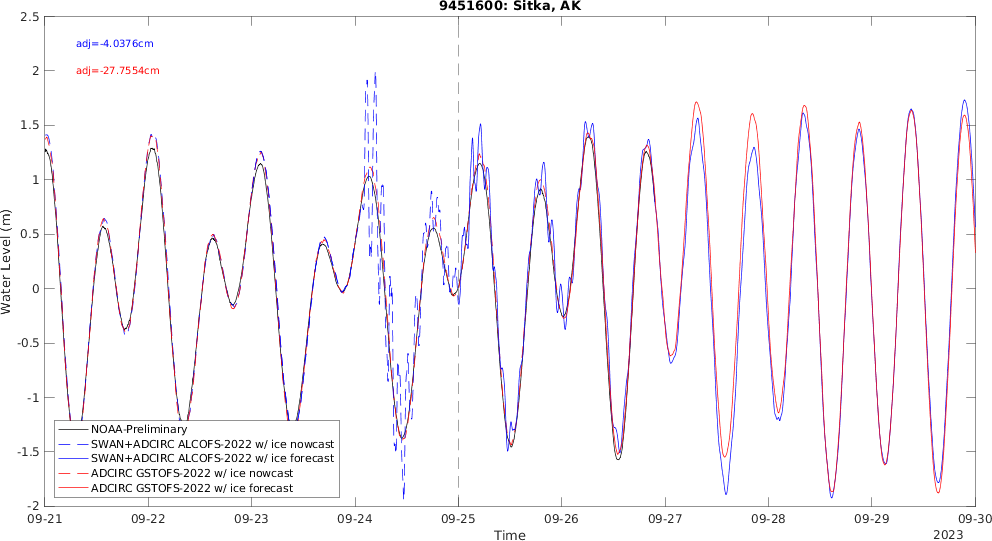 9451600: Sitka, AK
adj=-4.0376cm
adj=-27.7554cm
Water Level (m)
2.5
2
1.5
1
0.5
0
-0.5
-1
-1.5
-2
NOAA-Preliminary
SWAN+ADCIRC ALCOFS-2022 w/ ice nowcast
SWAN+ADCIRC ALCOFS-2022 w/ ice forecast
ADCIRC GSTOFS-2022 w/ ice nowcast
ADCIRC GSTOFS-2022 w/ ice forecast
09-21 09-22 09-23 09-24 09-25 09-26 09-27 09-28 09-29 09-30
Time
2023